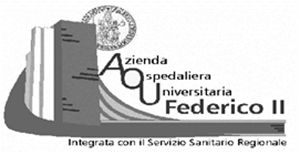 Azienda
Ospedaliera
Universitaria
Federico II
Integrata con il Servizio Sanitario Regionale